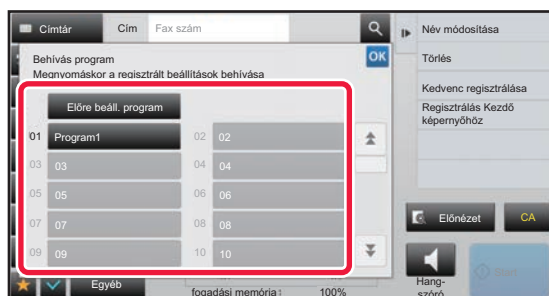 Címtár
Cím
Fax szám
Behívás program
OK
Megnyomáskor a regisztrált beállítások behívása
Előre beáll. program
01 Program1
02 02
03 03
04 04
05 05
06 06
07 07
08 08
09 09
10 10
Egyéb
fogadási memória:
100%
Név módosítása
Törlés
Kedvenc regisztrálása
Regisztrálás Kezdő
képernyőhöz
Előnézet
CA
Hang-
szóró
Start